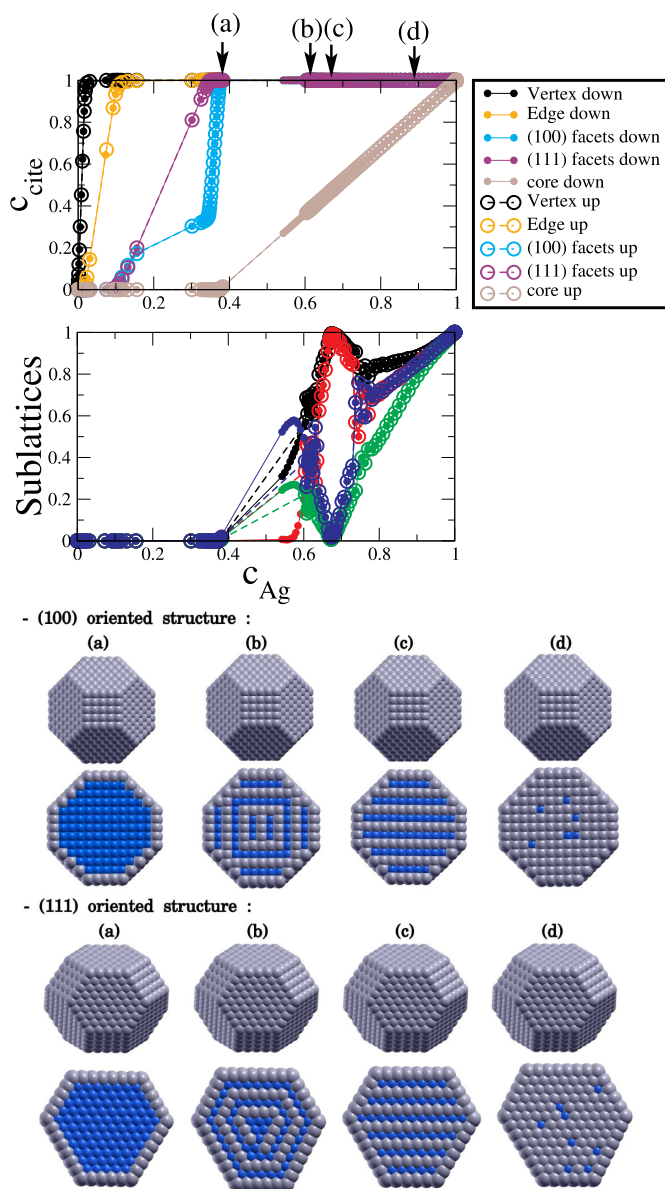 (a)
(b) (c)
(d)
1
0.8
0.6
0.4
0.2
0
c_cite
0 0.2 0.4 0.6 0.8 1
Vertex down
Edge down
(100) facets down
(111) facets down
core down
Vertex up
Edge up
(100) facets up
(111) facets up
core up
1
0.8
0.6
0.4
0.2
0
Sublattices
0 0.2 0.4 0.6 0.8 1
c_Ag
- (100) oriented structure :
(a) (b) (c) (d)
- (111) oriented structure :
(a) (b) (c) (d)